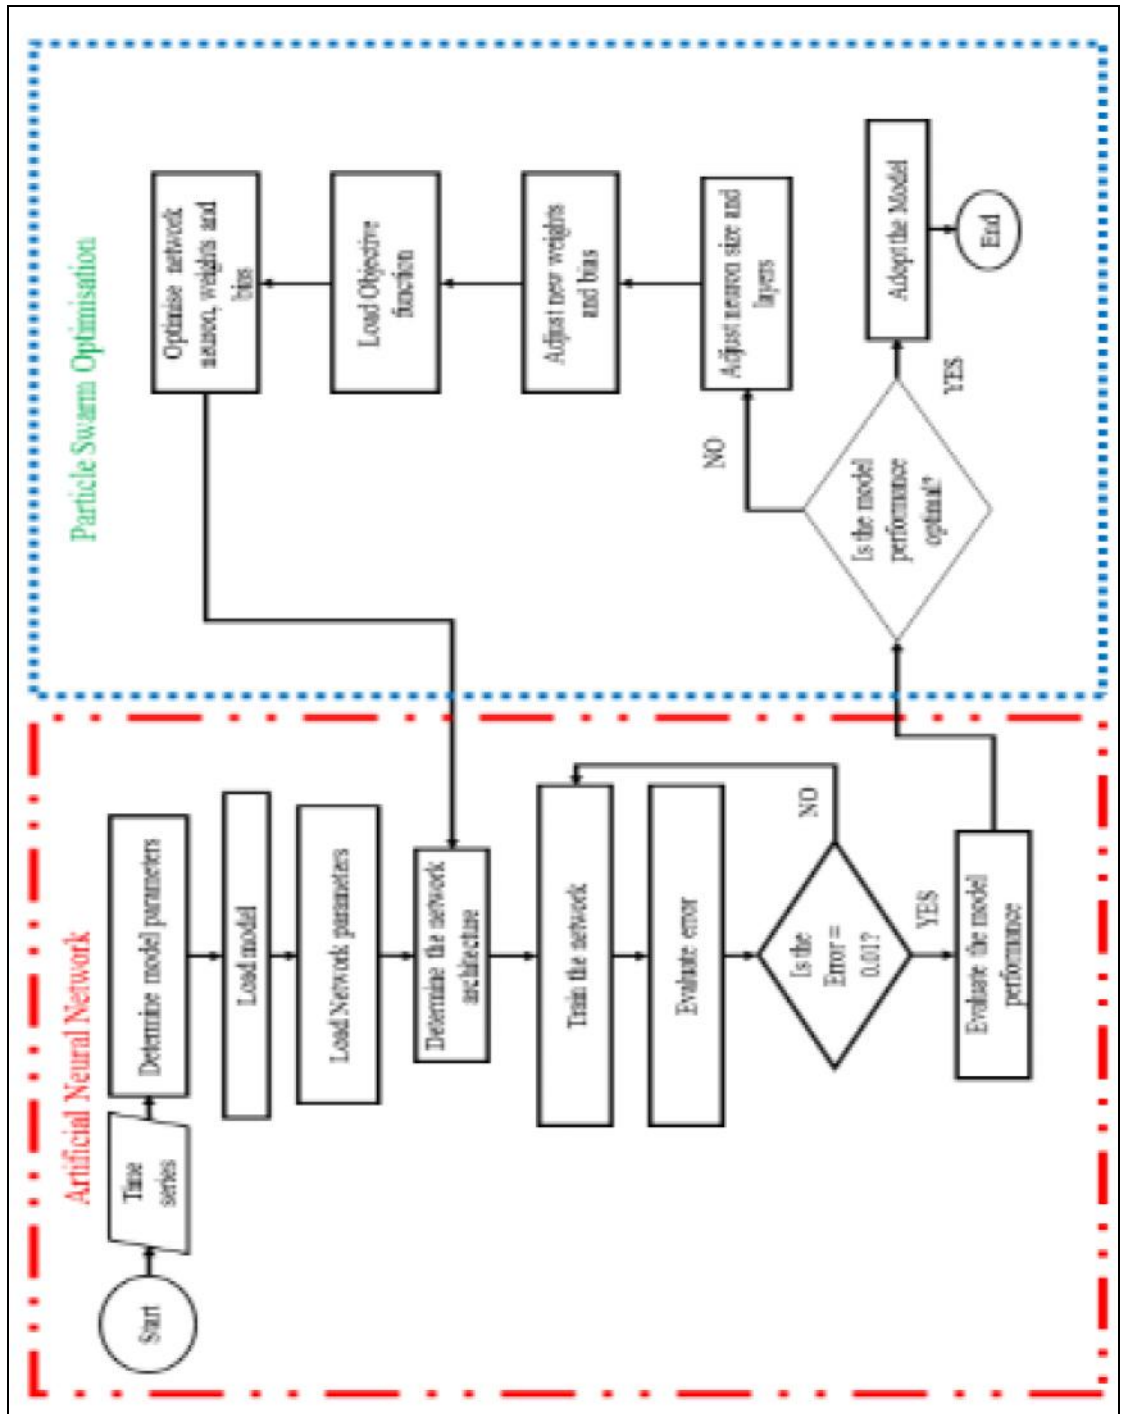 Artificial Neural Network
Start
Time
series
Determine model parameters
Load model
Load Network parameters
Determine the network
architecture
Train the network
Evaluate error
Is the
Error =
0.01?
NO
YES
Evaluate the model
performance
Particle Swarm Optimisation
Optimise network
neuron, weights and
bias
Load Objective
function
Adjust new weights
and bias
Adjust neuron size and
layers
NO
Is the model
performance
optimal?
YES
Adopt the Model
End